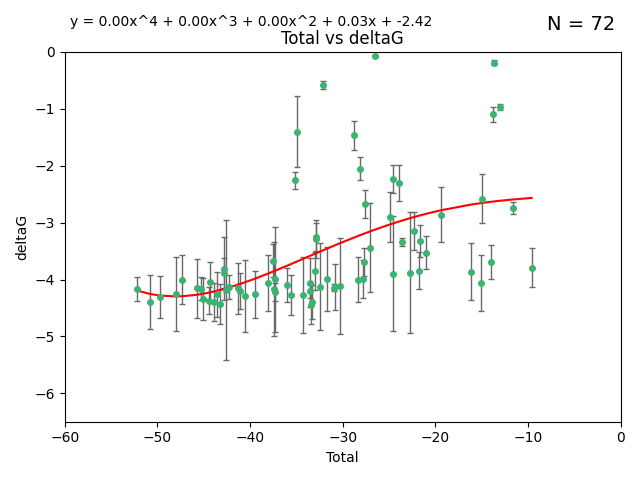 y = 0.00x^4 + 0.00x^3 + 0.00x^2 + 0.03x + -2.42
N = 72
Total vs deltaG
0
−1
−2
−3
−4
−5
−6
deltaG
−60 −50 −40 −30 −20 −10 0
Total